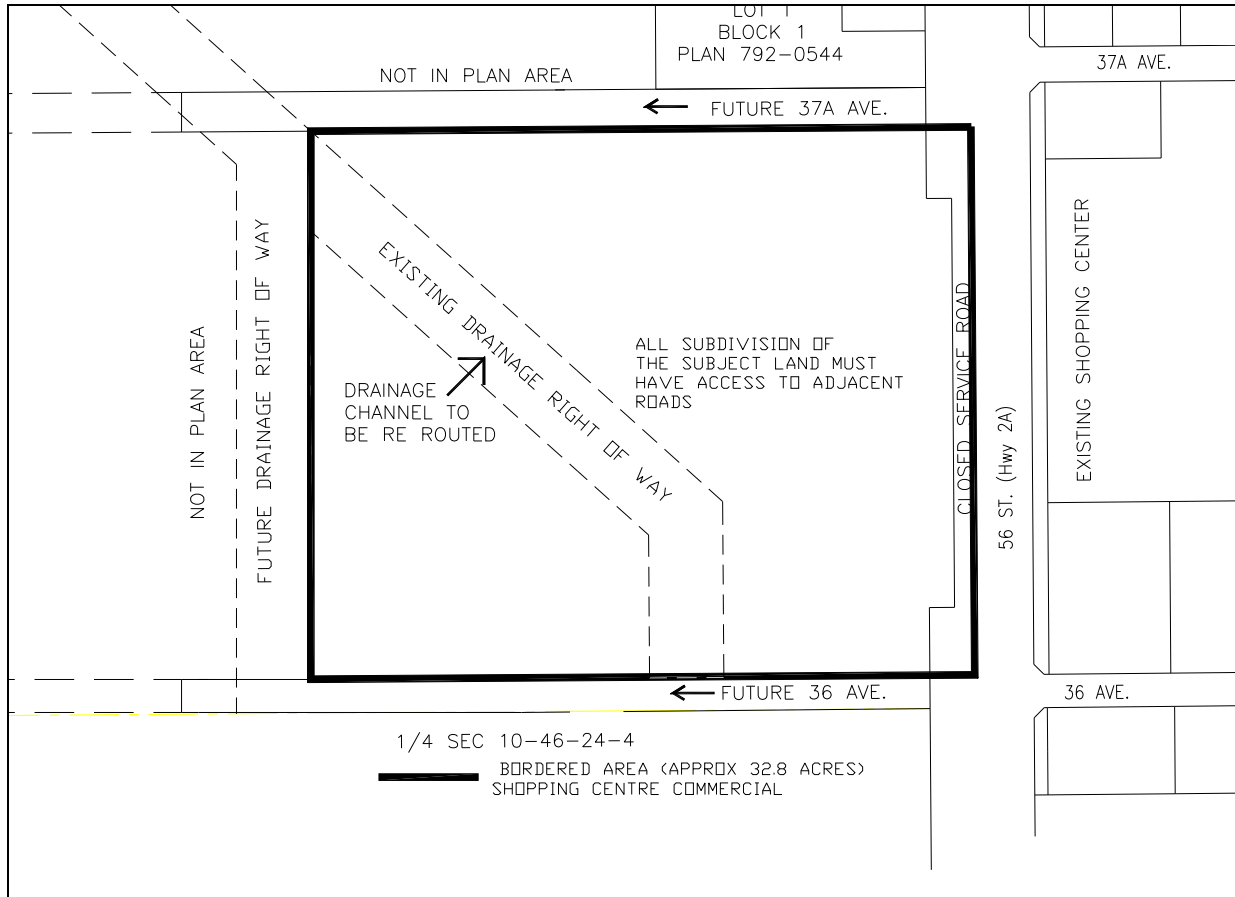 LOT 1
BLOCK 1
PLAN 792-0544
37A AVE.
NOT IN PLAN AREA
FUTURE 37A AVE.
NOT IN PLAN AREA
FUTURE DRAINAGE RIGHT OF WAY
EXISTING DRAINAGE RIGHT OF WAY
DRAINAGE
CHANNEL TO
BE RE ROUTED
ALL SUBDIVISION OF
THE SUBJECT LAND MUST
HAVE ACCESS TO ADJACENT
ROADS
CLOSED SERVICE ROAD
56 ST. (Hwy 2A)
EXISTING SHOPPING CENTER
FUTURE 36 AVE.
36 AVE.
1/4 SEC 10-46-24-4
BORDERED AREA (APPROX 32.8 ACRES)
SHOPPING CENTRE COMMERCIAL